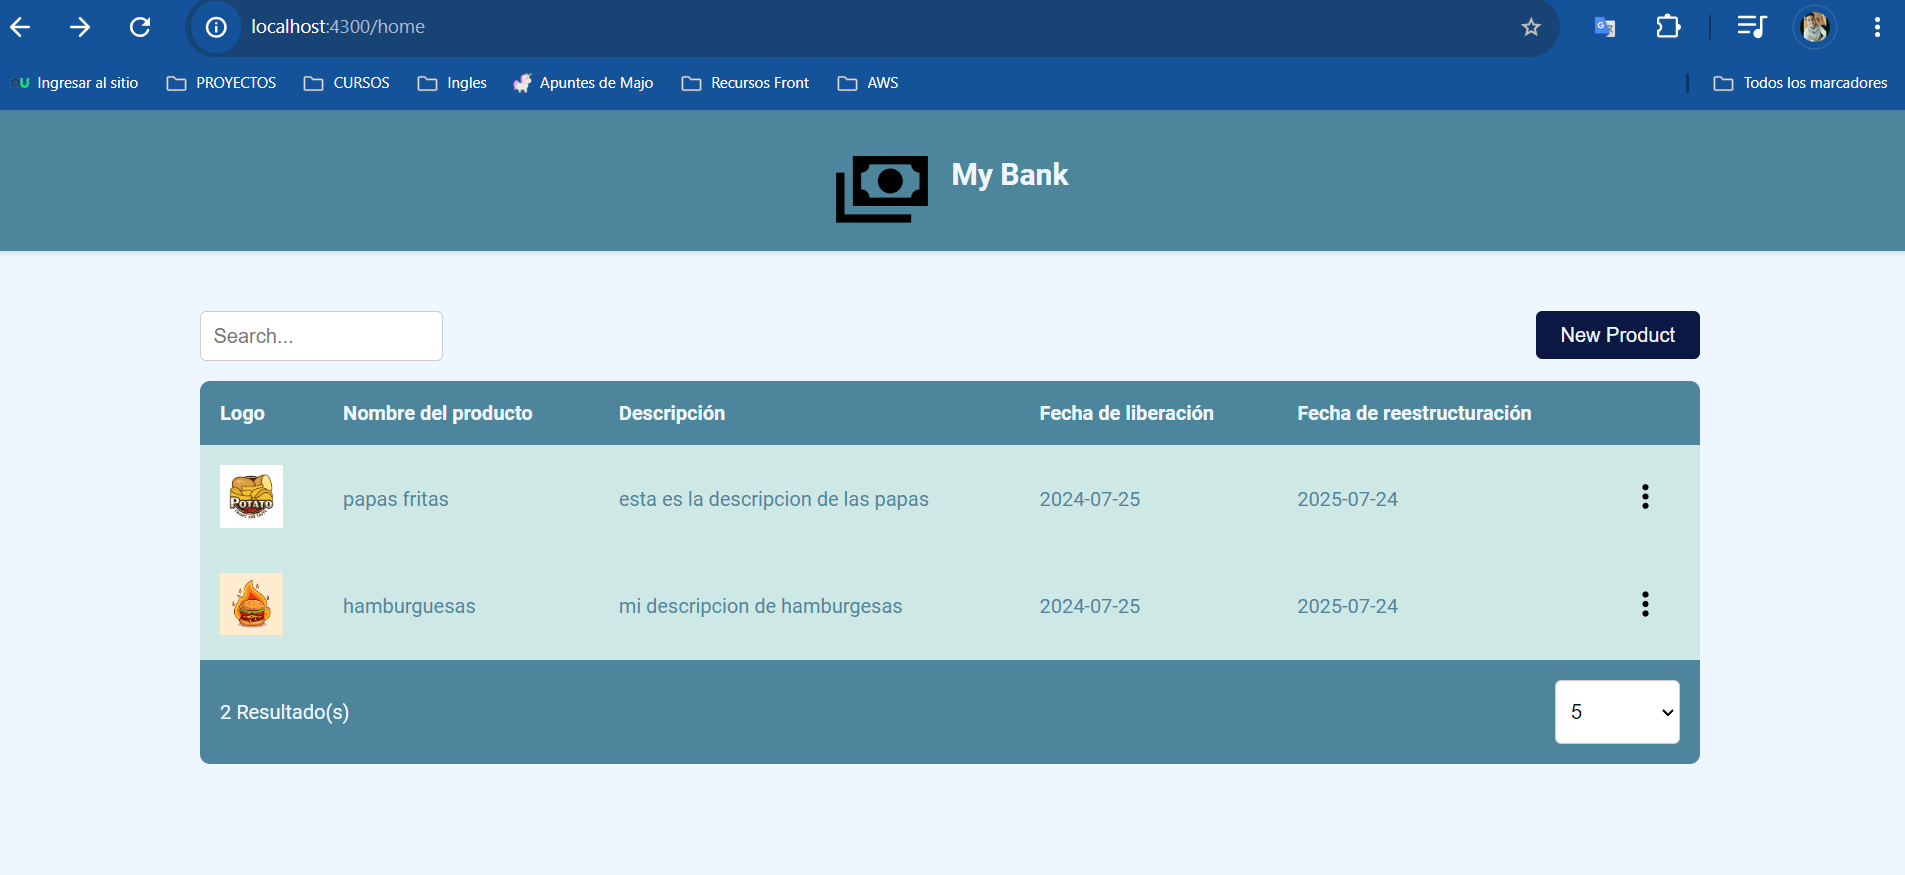 localhost:4300/home
Ingresar al sitio PROYECTOS CURSOS Ingles Apuntes de Majo Recursos Front AWS Todos los marcadores
My Bank
Search... New Product
Logo Nombre del producto Descripción Fecha de liberación Fecha de reestructuración
POTATO
papas fritas esta es la descripcion de las papas 2024-07-25 2025-07-24
hamburguesas mi descripcion de hamburgesas 2024-07-25 2025-07-24
2 Resultado(s) 5